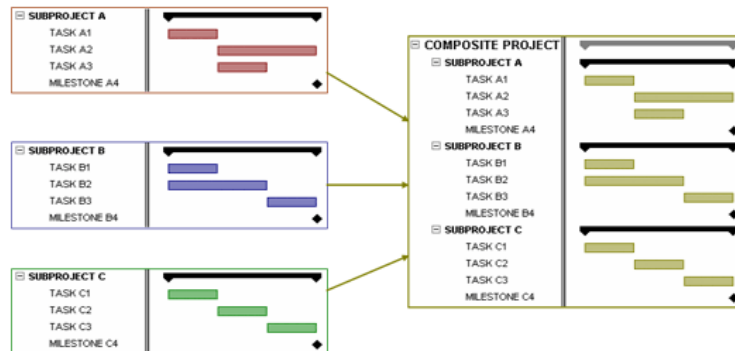 SUBPROJECT A
TASK A1
TASK A2
TASK A3
MILESTONE A4
SUBPROJECT B
TASK B1
TASK B2
TASK B3
MILESTONE B4
SUBPROJECT C
TASK C1
TASK C2
TASK C3
MILESTONE C4
COMPOSITE PROJECT
SUBPROJECT A
TASK A1
TASK A2
TASK A3
MILESTONE A4
SUBPROJECT B
TASK B1
TASK B2
TASK B3
MILESTONE B4
SUBPROJECT C
TASK C1
TASK C2
TASK C3
MILESTONE C4